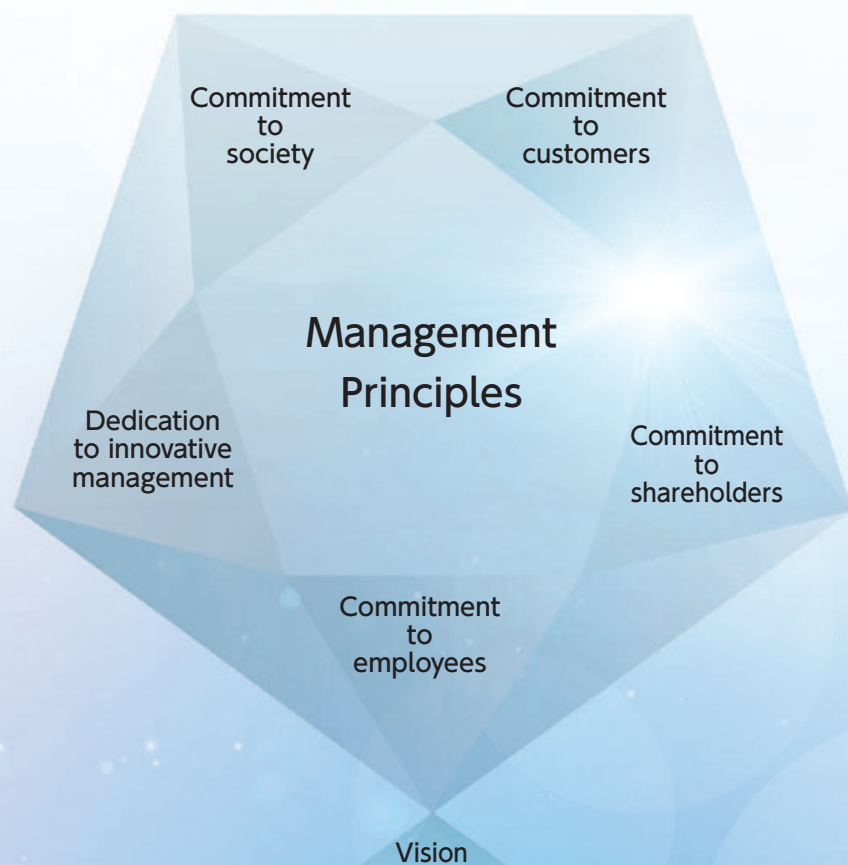 Commitment
to
society
Commitment
to
customers
Management
Principles
Dedication
to innovative
management
Commitment
to
shareholders
Commitment
to
employees
Vision